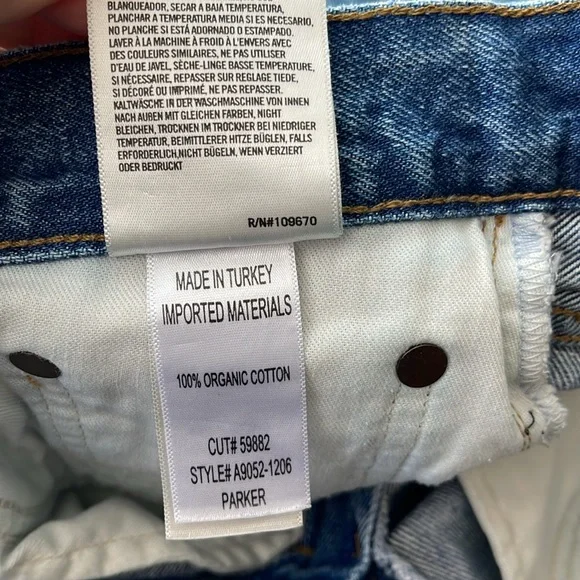 BLANQUEADOR, SECAR A BAJA TEMPERATURA,
PLANCHAR A TEMPERATURA MEDIA SI ES NECESARIO,
NO PLANCHE SI ESTÁ ADORNADO O ESTAMPADO.
LAVER À LA MACHINE À FROID À L'ENVERS AVEC
DES COULEURS SIMILAIRES, NE PAS UTILISER
D'EAU DE JAVEL, SÈCHE-LINGE BASSE TEMPERATURE,
SI NÉCESSAIRE, REPASSER SUR REGLAGE TIEDE,
SI DÉCORÉ OU IMPRIMÉ, NE PAS REPASSER.
KALTWÄSCHE IN DER WASCHMASCHINE VON INNEN
NACH AUßEN MIT GLEICHEN FARBEN, NIGHT
BLEICHEN, TROCKNEN IM TROCKNER BEI NIEDRIGER
TEMPERATUR, BEIMITTLERER HITZE BÜGLEN, FALLS
ERFORDERLICH,NICHT BÜGELN, WENN VERZIERT
ODER BEDRUCKT
R/N#109670
MADE IN TURKEY
IMPORTED MATERIALS
100% ORGANIC COTTON
CUT# 59882
STYLE# A9052-1206
PARKER